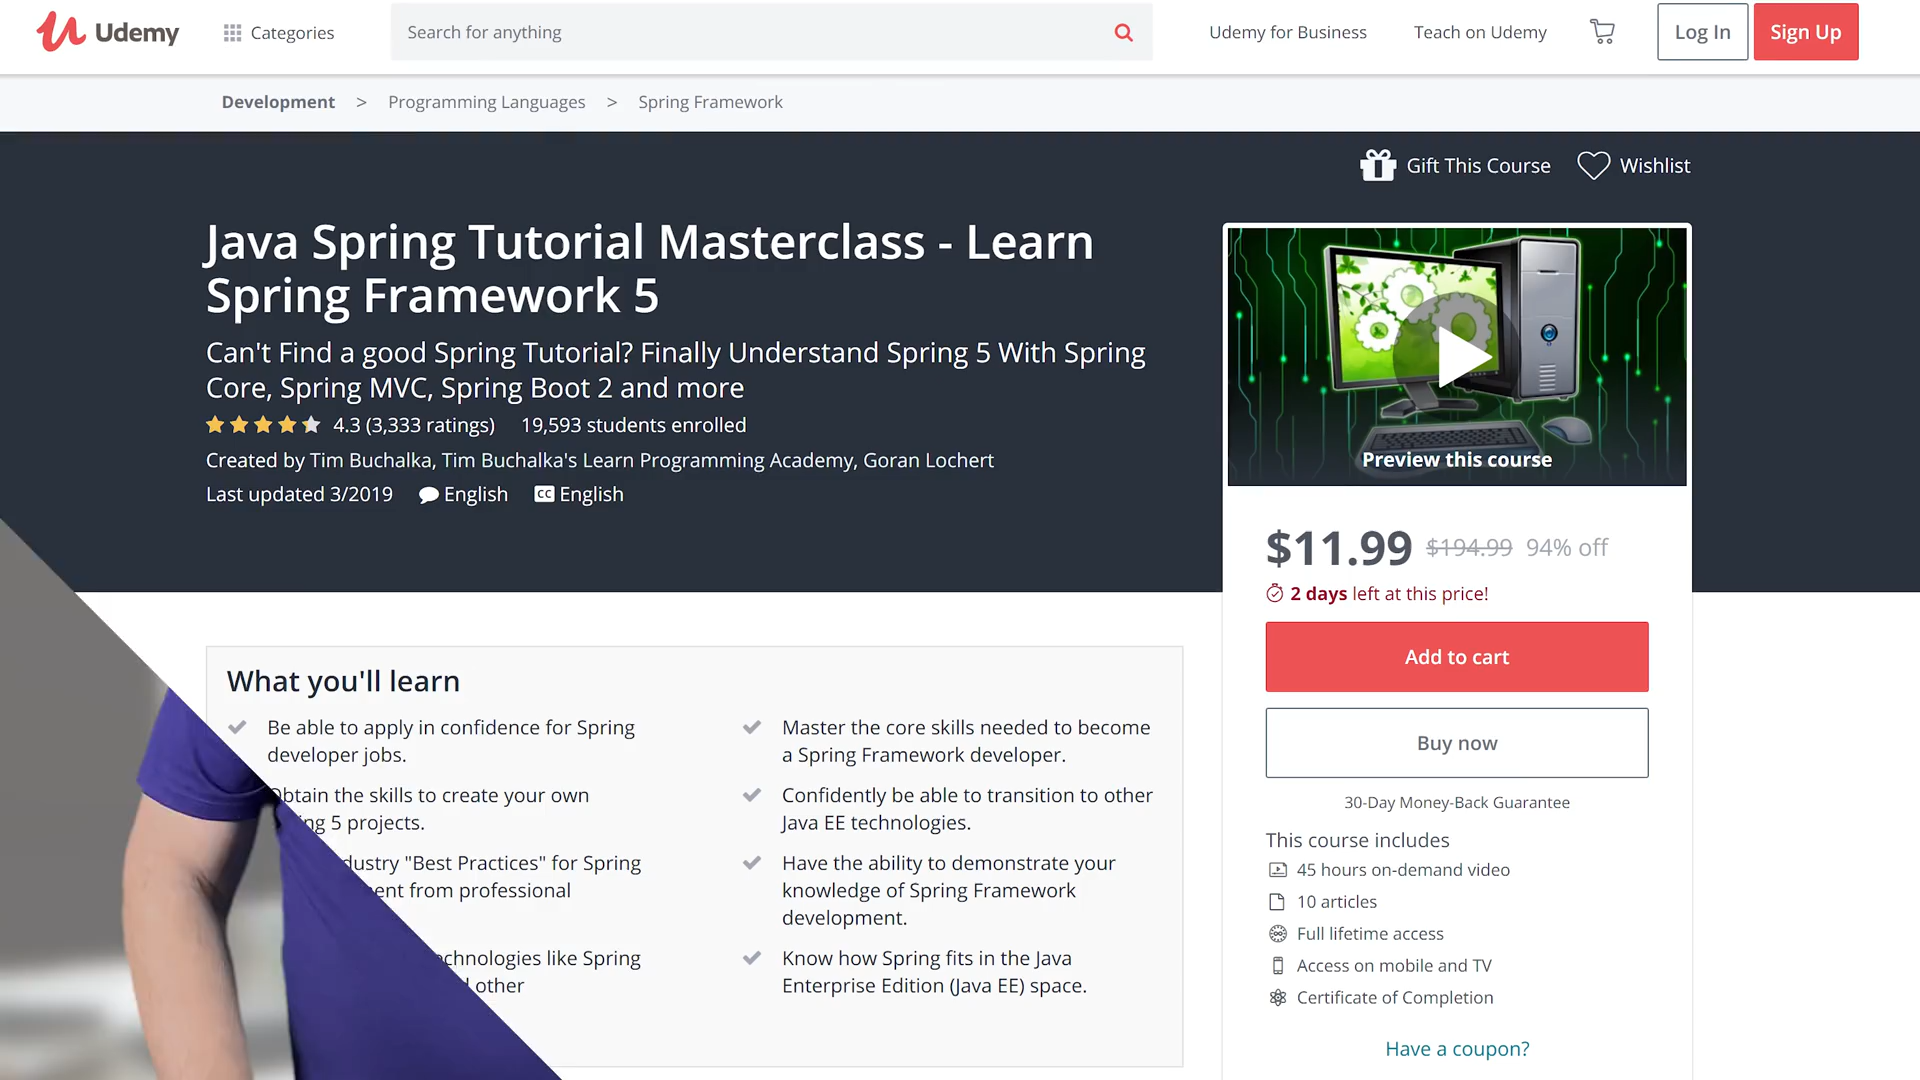 Udemy
Categories
Search for anything
Udemy for Business
Teach on Udemy
Log In
Sign Up
Development > Programming Languages > Spring Framework
Gift This Course
Wishlist
Java Spring Tutorial Masterclass - Learn
Spring Framework 5
Can't Find a good Spring Tutorial? Finally Understand Spring 5 With Spring
Core, Spring MVC, Spring Boot 2 and more
4.3 (3,333 ratings) 19,593 students enrolled
Created by Tim Buchalka, Tim Buchalka's Learn Programming Academy, Goran Lochert
Last updated 3/2019 English CC English
Preview this course
$11.99 $194.99 94% off
2 days left at this price!
Add to cart
Buy now
30-Day Money-Back Guarantee
This course includes
45 hours on-demand video
10 articles
Full lifetime access
Access on mobile and TV
Certificate of Completion
Have a coupon?
What you'll learn
Be able to apply in confidence for Spring
developer jobs.
Obtain the skills to create your own
5 projects.
"Best Practices" for Spring
from professional
like Spring
other
Master the core skills needed to become
a Spring Framework developer.
Confidently be able to transition to other
Java EE technologies.
Have the ability to demonstrate your
knowledge of Spring Framework
development.
Know how Spring fits in the Java
Enterprise Edition (Java EE) space.